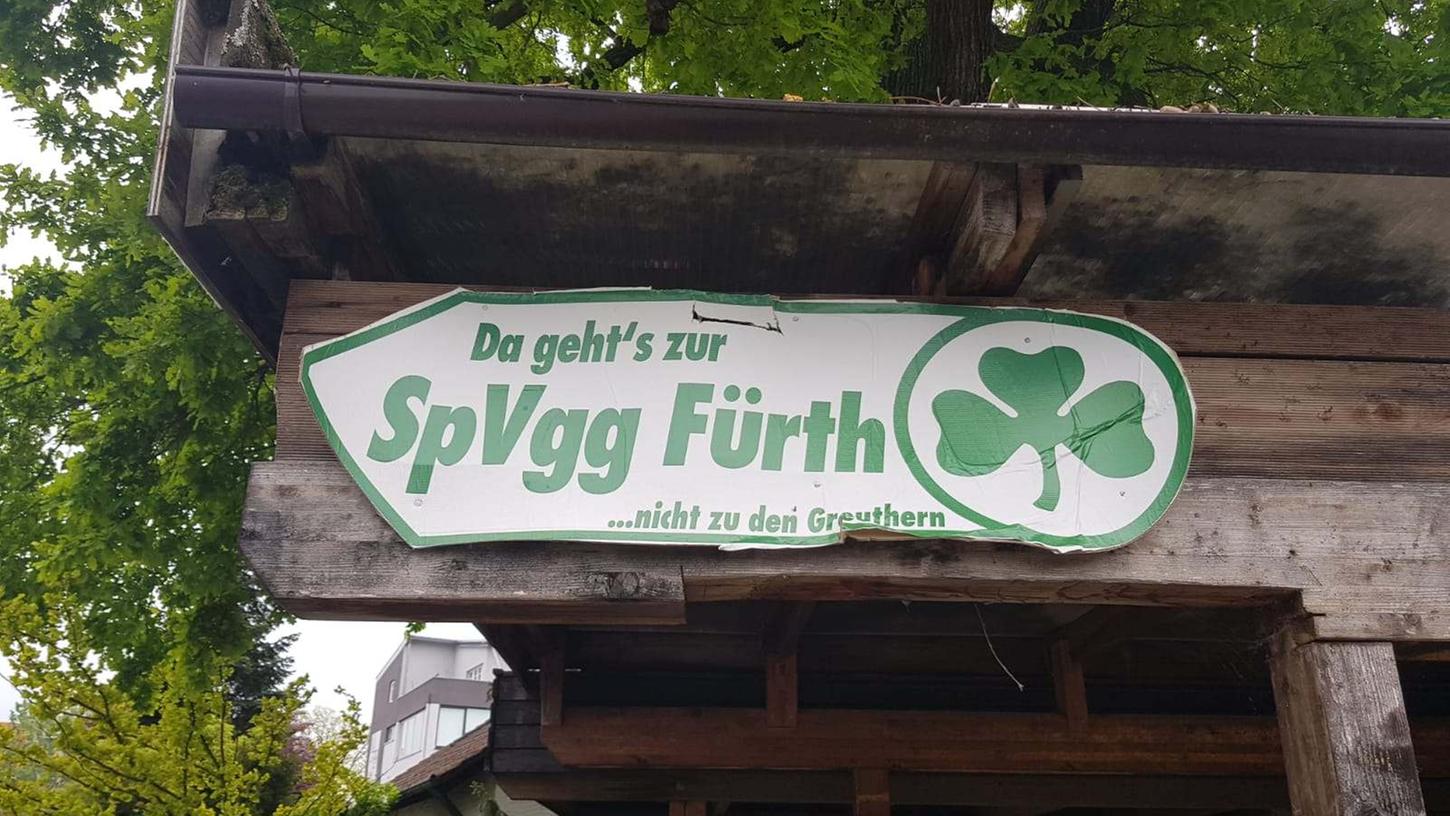 Da geht's zur
SpVgg Fürth
...nicht zu den Greuthern